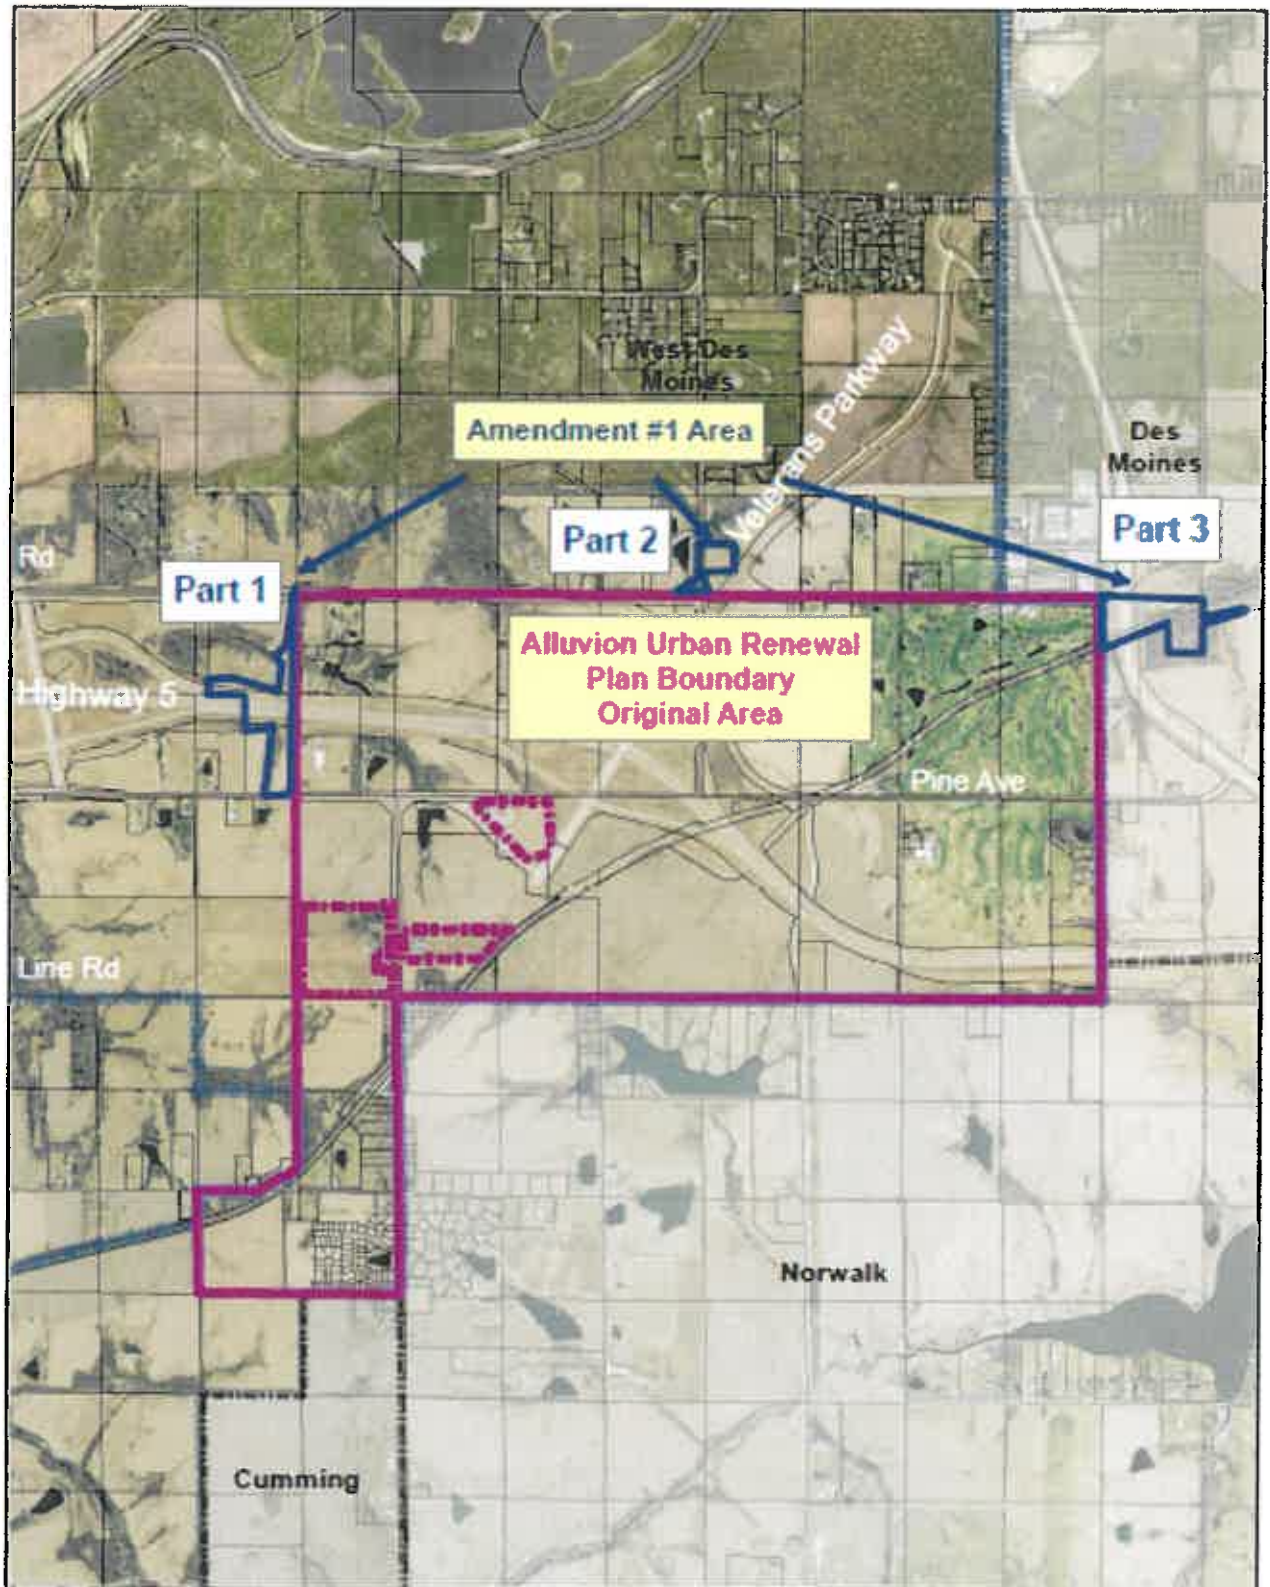 West Des
Moines
Amendment #1 Area
Veterans Parkway
Des
Moines
Part 3
Part 2
Rd
Part 1
Alluvion Urban Renewal
Plan Boundary
Original Area
Highway 5
Pine Ave
Line Rd
Norwalk
Cumming